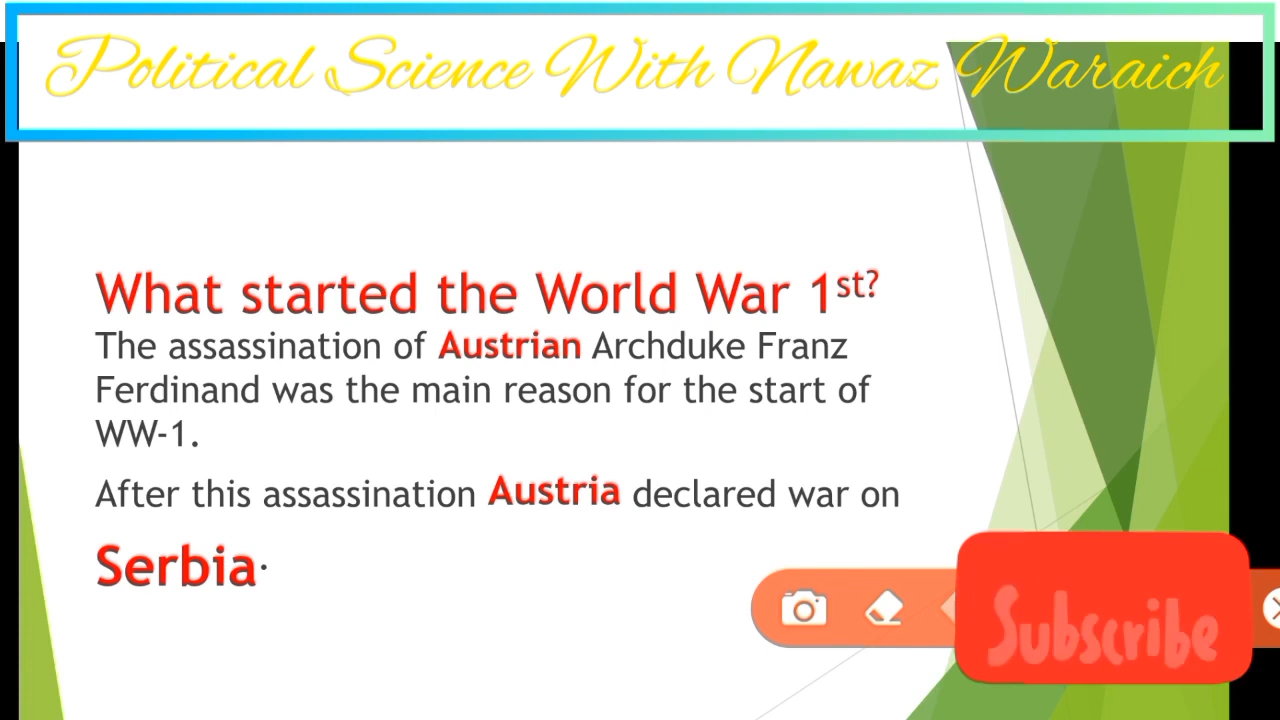 Political Science With Nawaz Waraich
What started the World War 1st?
The assassination of Austrian Archduke Franz
Ferdinand was the main reason for the start of
WW-1.
After this assassination Austria declared war on
Serbia.
Subscribe